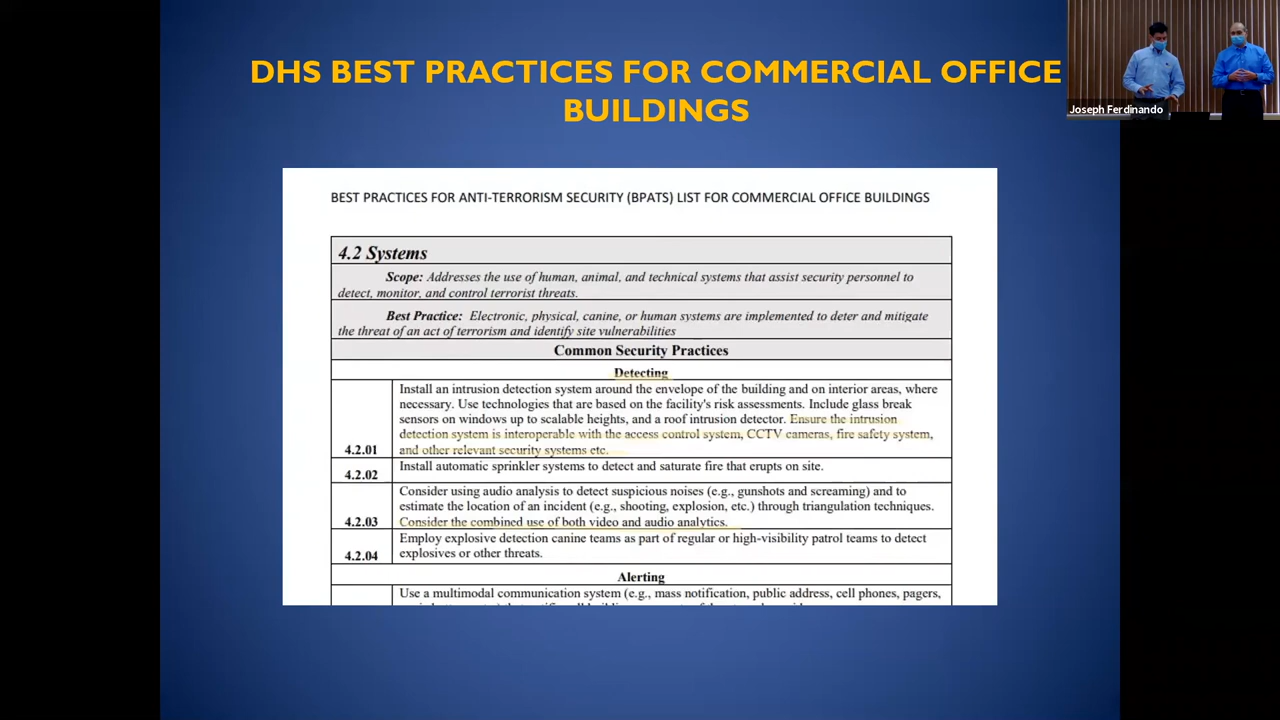 DHS BEST PRACTICES FOR COMMERCIAL OFFICE
BUILDINGS
Joseph Ferdinando
BEST PRACTICES FOR ANTI-TERRORISM SECURITY (BPATS) LIST FOR COMMERCIAL OFFICE BUILDINGS
4.2 Systems
Scope: Addresses the use of human, animal, and technical systems that assist security personnel to
detect, monitor, and control terrorist threats.
Best Practice: Electronic, physical, canine, or human systems are implemented to deter and mitigate
the threat of an act of terrorism and identify site vulnerabilities
Common Security Practices
Detecting
Install an intrusion detection system around the envelope of the building and on interior areas, where
necessary. Use technologies that are based on the facility's risk assessments. Include glass break
sensors on windows up to scalable heights, and a roof intrusion detector. Ensure the intrusion
detection system is interoperable with the access control system, CCTV cameras, fire safety system,
4.2.01 and other relevant security systems etc.
4.2.02 Install automatic sprinkler systems to detect and saturate fire that erupts on site.
Consider using audio analysis to detect suspicious noises (e.g., gunshots and screaming) and to
estimate the location of an incident (e.g., shooting, explosion, etc.) through triangulation techniques.
4.2.03 Consider the combined use of both video and audio analytics.
Employ explosive detection canine teams as part of regular or high-visibility patrol teams to detect
4.2.04 explosives or other threats.
Alerting
Use a multimodal communication system (e.g., mass notification, public address, cell phones, pagers,